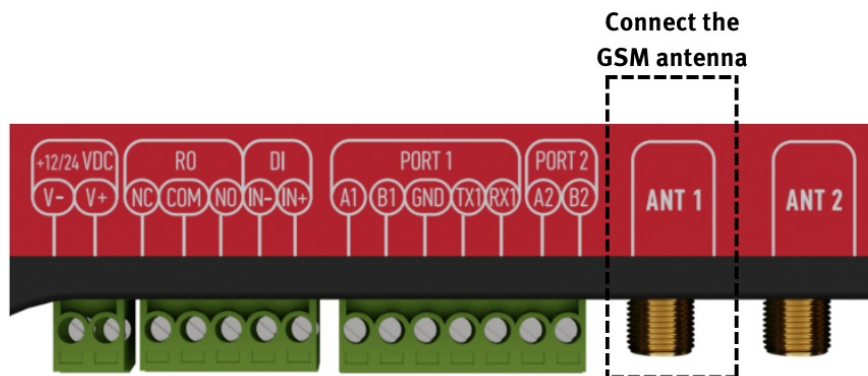 Connect the
GSM antenna
+12/24 VDC RO DI PORT 1 PORT 2
V- V+ NC COM NO IN- IN+ A1 B1 GND TX1 RX1 A2 B2
ANT 1 ANT 2